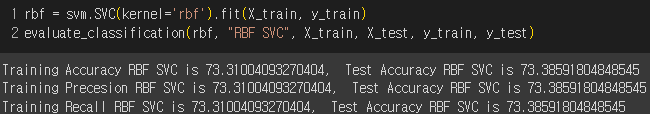 1 rbf = svm.SVC(kernel='rbf').fit(X_train, y_train)
2 evaluate_classification(rbf, "RBF SVC", X_train, X_test, y_train, y_test)
Training Accuracy RBF SVC is 73.31004093270404,  Test Accuracy RBF SVC is 73.38591804848545
Training Precesion RBF SVC is 73.31004093270404,  Test Accuracy RBF SVC is 73.38591804848545
Training Recall RBF SVC is 73.31004093270404,  Test Accuracy RBF SVC is 73.38591804848545